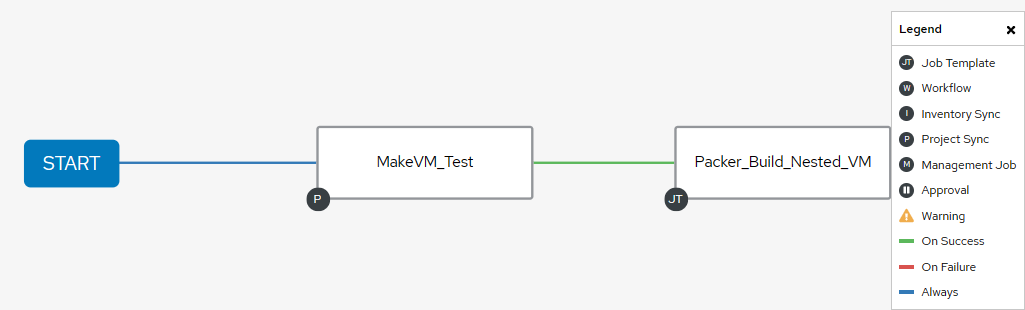 START
MakeVM_Test
P
Packer_Build_Nested_VM
JT
Legend
JT Job Template
W Workflow
I Inventory Sync
P Project Sync
M Management Job
Approval
Warning
On Success
On Failure
Always